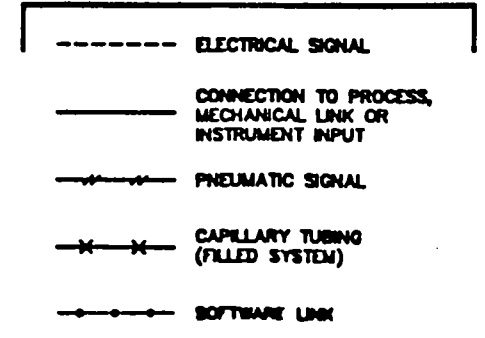 ELECTRICAL SIGNAL
CONNECTION TO PROCESS,
MECHANICAL LINK OR
INSTRUMENT INPUT
PNEUMATIC SIGNAL
CAPILLARY TUBING
(FILLED SYSTEM)
SOFTWARE LINK